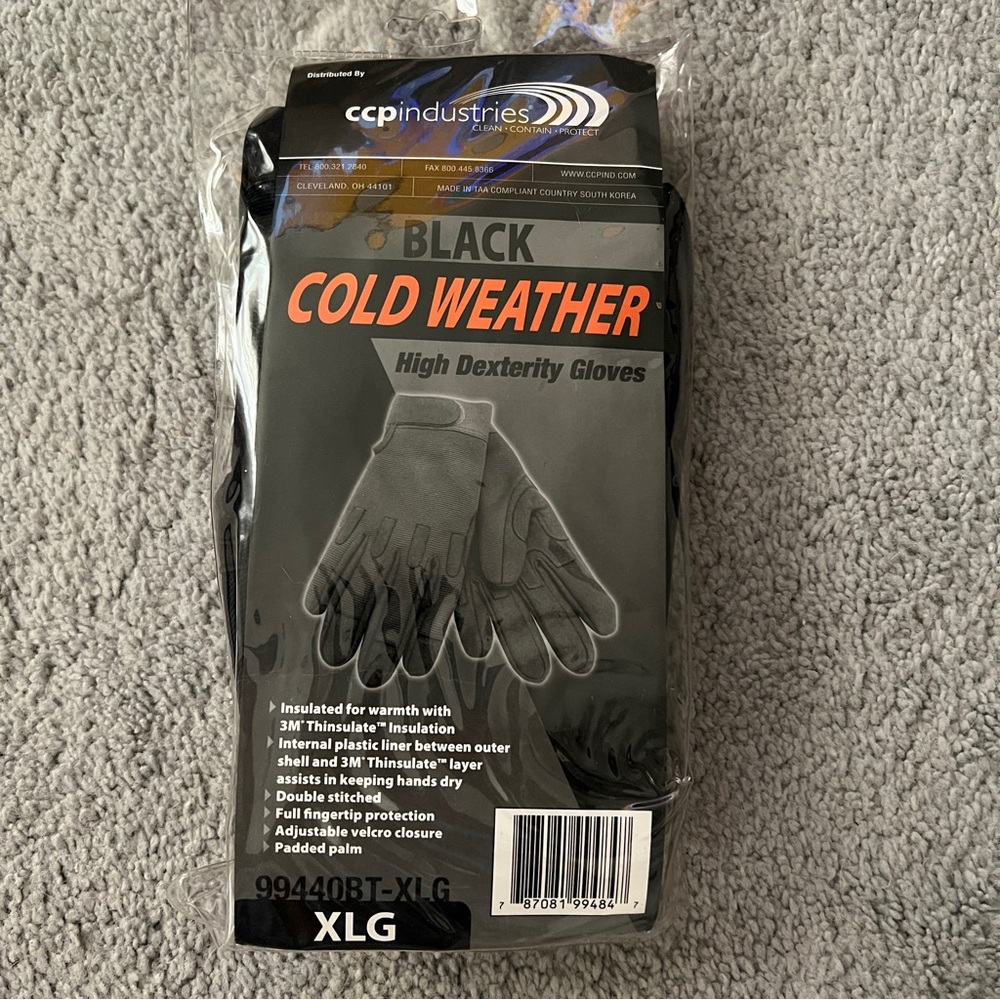 Distributed By
ccpindustries
CLEAN • CONTAIN • PROTECT
TEL 800.321.2840 FAX 800.445.8366 WWW.CCPIND.COM
CLEVELAND, OH 44101 MADE IN TAA COMPLIANT COUNTRY SOUTH KOREA
BLACK
COLD WEATHER
High Dexterity Gloves
Insulated for warmth with
3M* Thinsulate™ Insulation
Internal plastic liner between outer
shell and 3M* Thinsulate™ layer
assists in keeping hands dry
Double stitched
Full fingertip protection
Adjustable velcro closure
Padded palm
99440BT-XLG
XLG
7 87081 99484 7